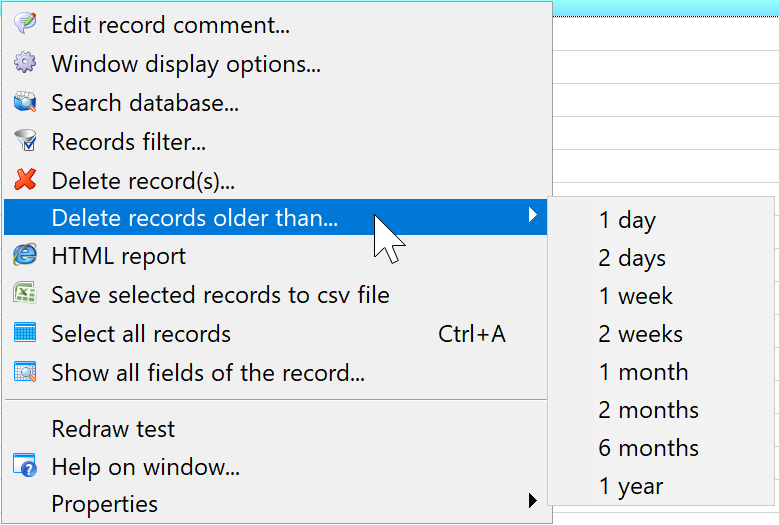 Edit record comment...
Window display options...
Search database...
Records filter...
Delete record(s)...
Delete records older than...
HTML report
Save selected records to csv file
Select all records Ctrl+A
Show all fields of the record...
Redraw test
Help on window...
Properties
1 day
2 days
1 week
2 weeks
1 month
2 months
6 months
1 year